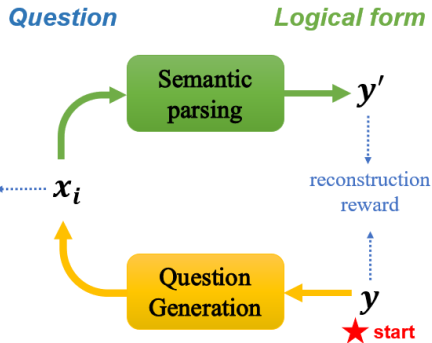 Question
Logical form
Semantic
parsing
y′
x_i
reconstruction
reward
Question
Generation
y
start